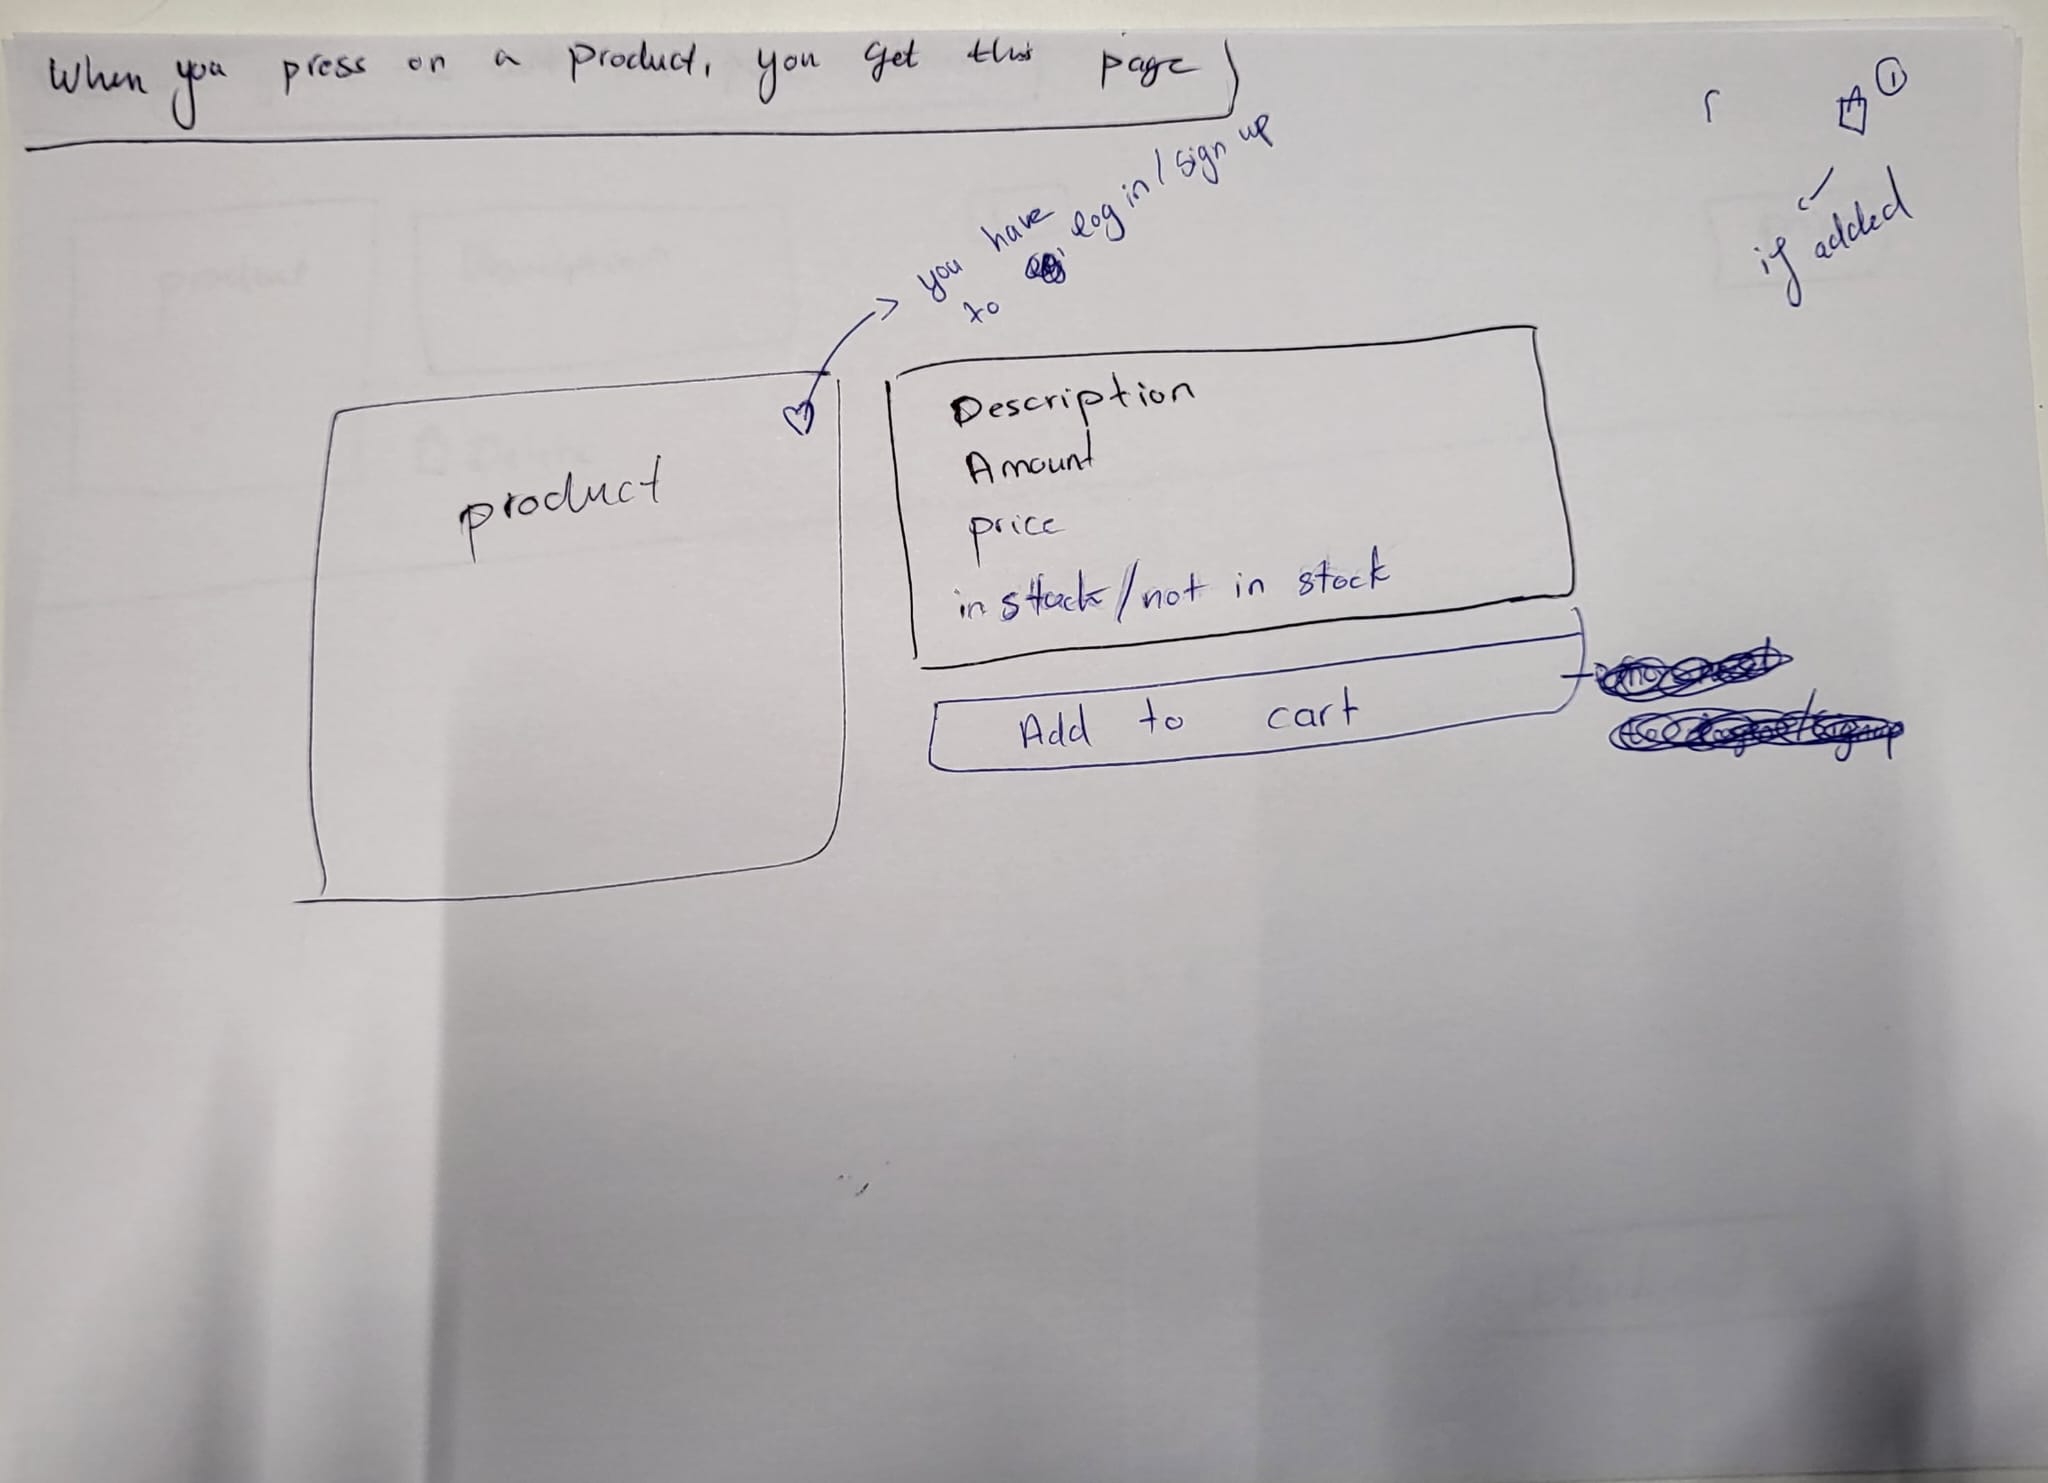 When you press on a product, you get this page
1
if added
you have
to log in / sign up
product
Description
Amount
price
in stock / not in stock
Add to cart